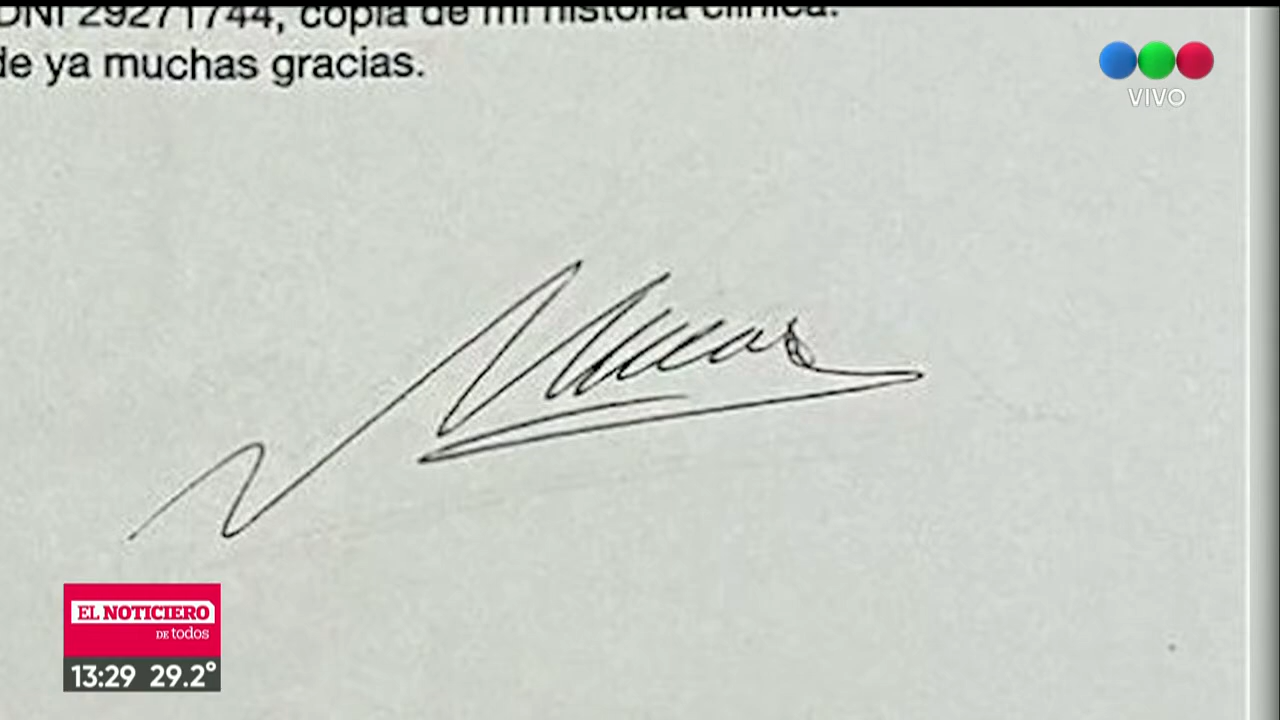 DNI 29271744, copia de mi historia clínica.
de ya muchas gracias.
VIVO
EL NOTICIERO
DE todos
13:29 29.2°